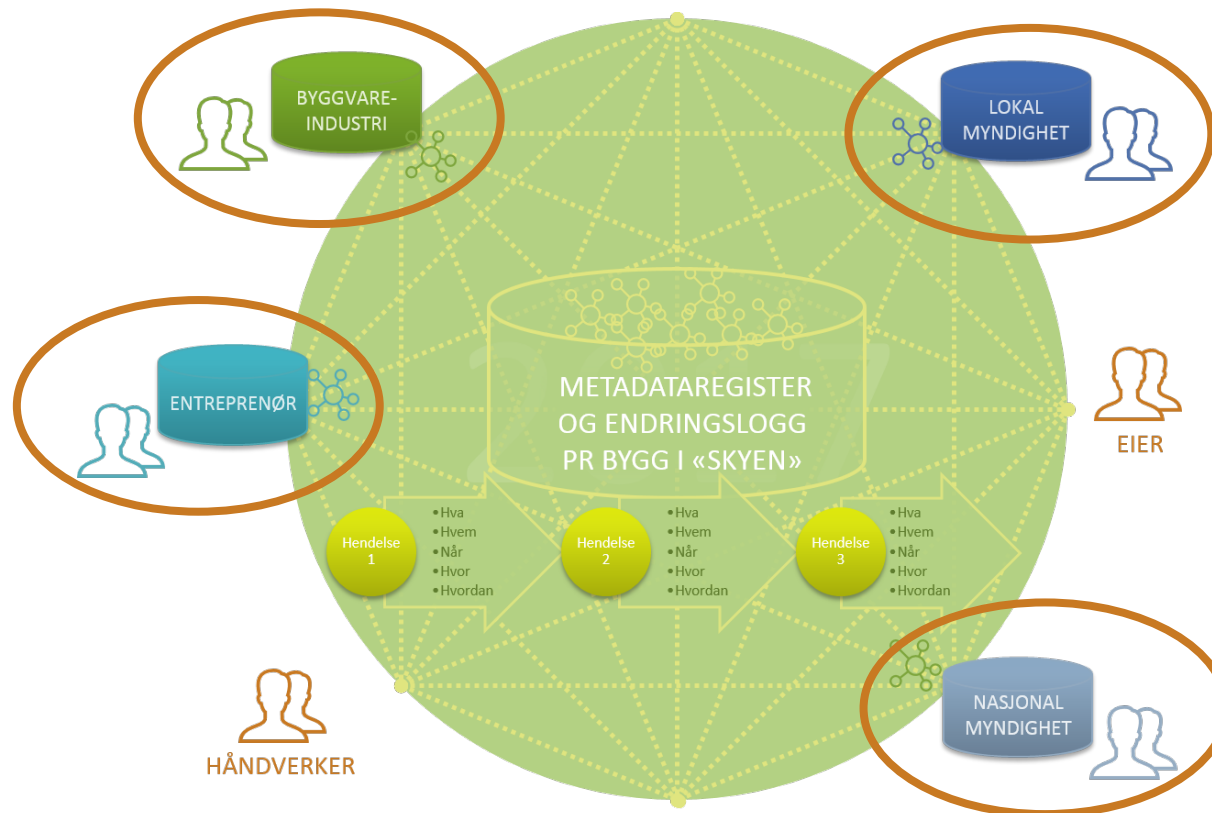 BYGGVARE-
INDUSTRI
LOKAL
MYNDIGHET
ENTREPRENØR
METADATAREGISTER
OG ENDRINGSLOGG
PR BYGG I «SKYEN»
EIER
Hendelse
1
• Hva
• Hvem
• Når
• Hvor
• Hvordan
Hendelse
2
• Hva
• Hvem
• Når
• Hvor
• Hvordan
Hendelse
3
• Hva
• Hvem
• Når
• Hvor
• Hvordan
HÅNDVERKER
NASJONAL
MYNDIGHET